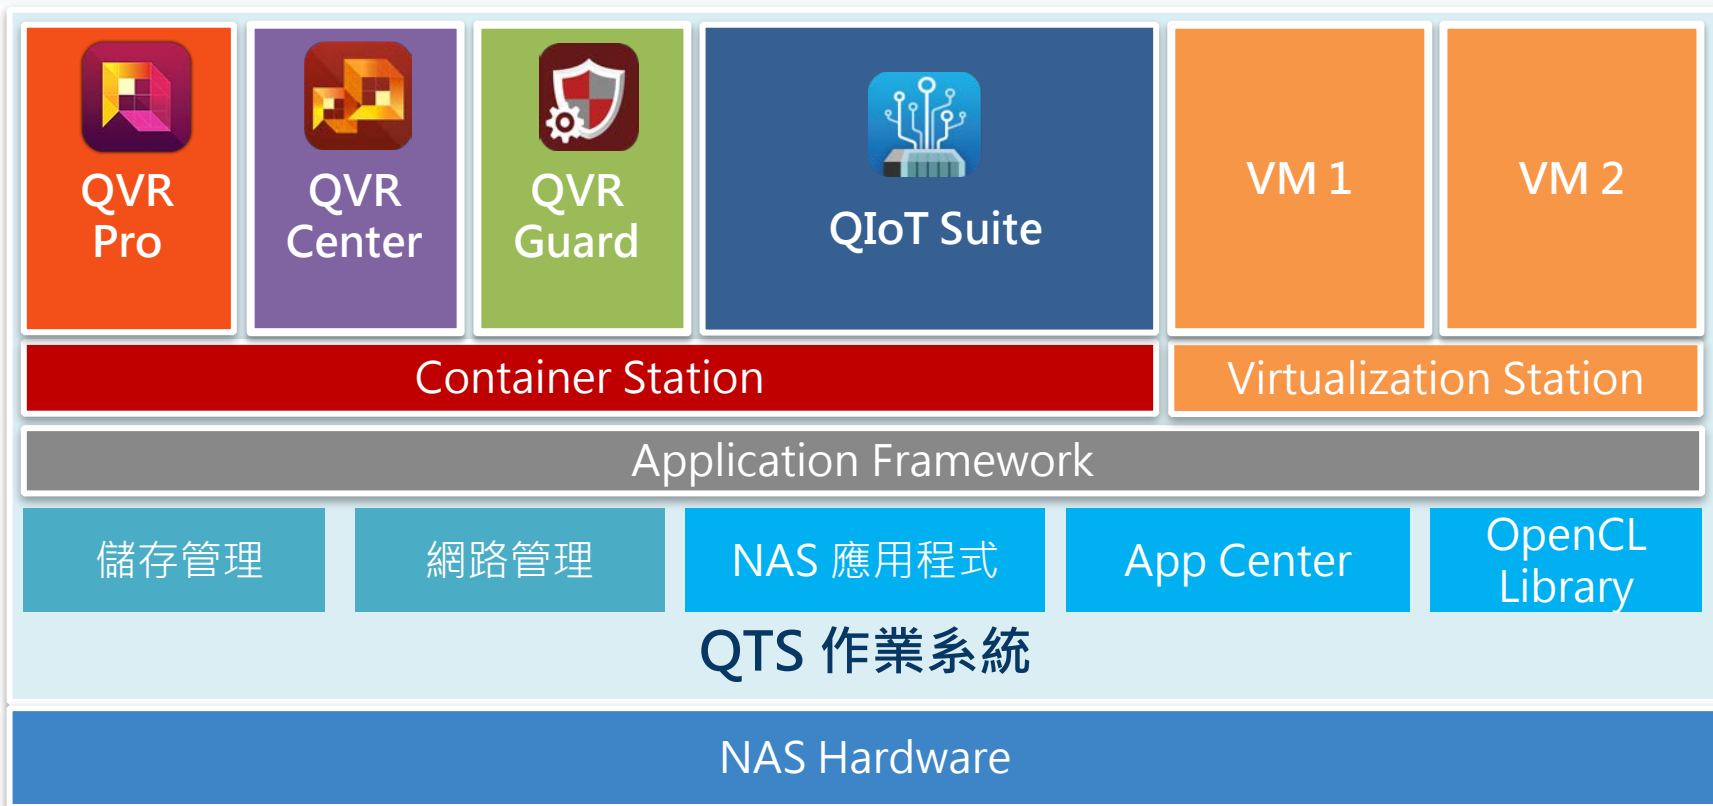 QVR
Pro
QVR
Center
QVR
Guard
QIoT Suite
VM 1
VM 2
Container Station
Virtualization Station
Application Framework
儲存管理
網路管理
NAS 應用程式
App Center
OpenCL
Library
QTS 作業系統
NAS Hardware